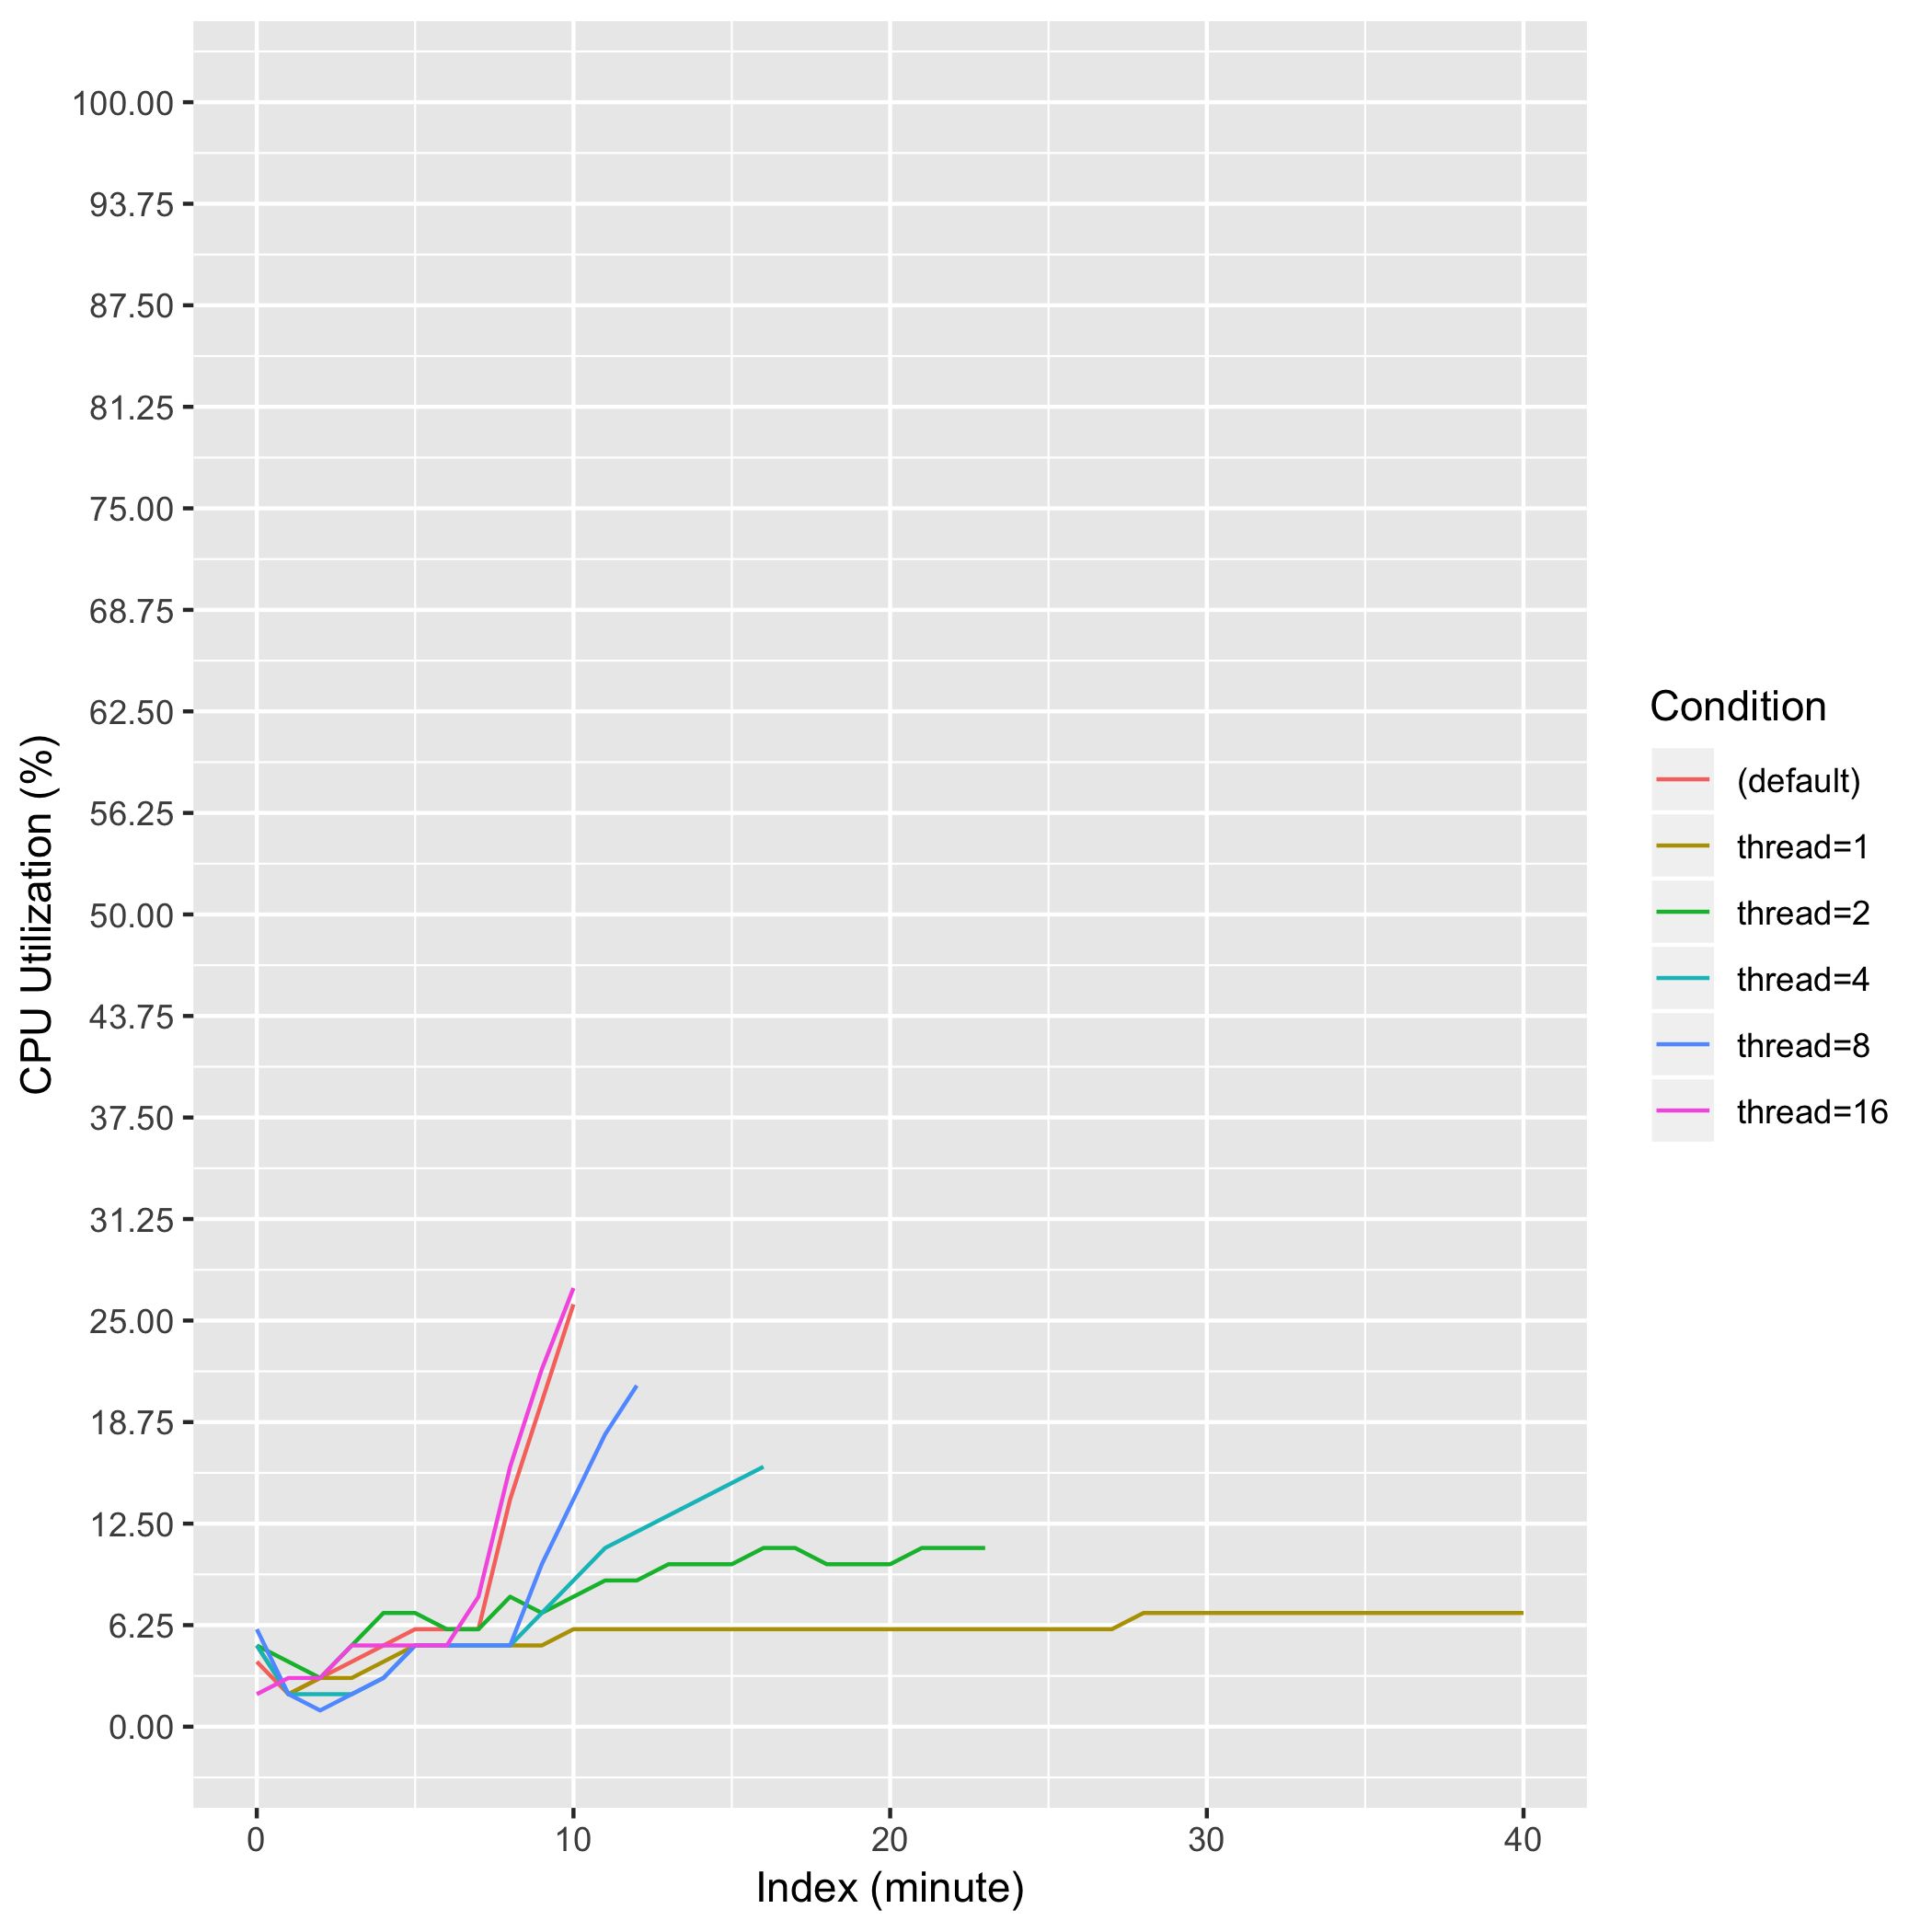 CPU Utilization (%)
100.00
93.75
87.50
81.25
75.00
68.75
62.50
56.25
50.00
43.75
37.50
31.25
25.00
18.75
12.50
6.25
0.00
0
10
20
30
40
Index (minute)
Condition
(default)
thread=1
thread=2
thread=4
thread=8
thread=16